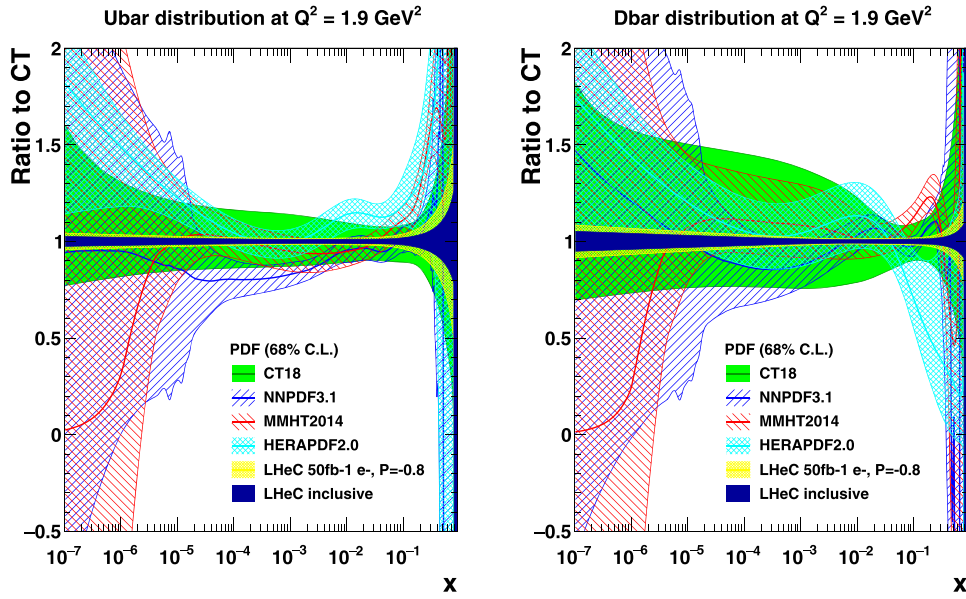 Ubar distribution at Q² = 1.9 GeV²
Ratio to CT
2
1.5
1
0.5
0
−0.5
PDF (68% C.L.)
CT18
NNPDF3.1
MMHT2014
HERAPDF2.0
LHeC 50fb-1 e-, P=-0.8
LHeC inclusive
10⁻⁷ 10⁻⁶ 10⁻⁵ 10⁻⁴ 10⁻³ 10⁻² 10⁻¹
x
Dbar distribution at Q² = 1.9 GeV²
Ratio to CT
2
1.5
1
0.5
0
−0.5
PDF (68% C.L.)
CT18
NNPDF3.1
MMHT2014
HERAPDF2.0
LHeC 50fb-1 e-, P=-0.8
LHeC inclusive
10⁻⁷ 10⁻⁶ 10⁻⁵ 10⁻⁴ 10⁻³ 10⁻² 10⁻¹
x